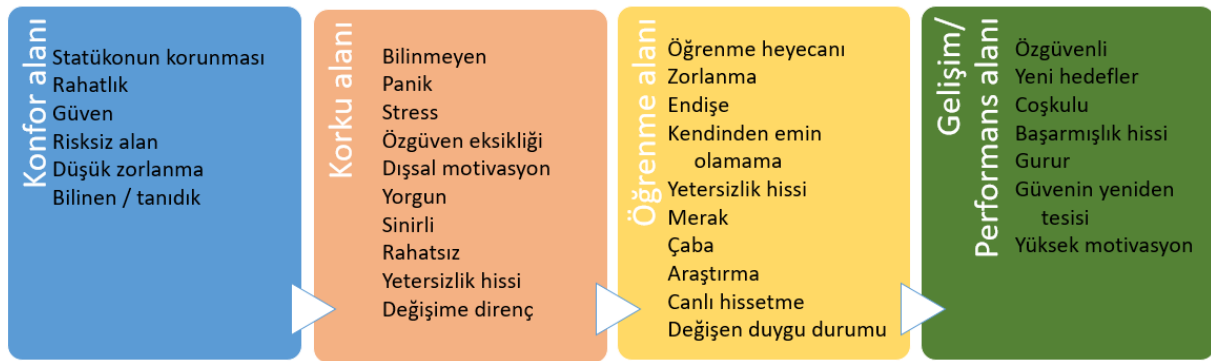 Konfor alanı
Statükonun korunması
Rahatlık
Güven
Risksiz alan
Düşük zorlanma
Bilinen / tanıdık
Korku alanı
Bilinmeyen
Panik
Stress
Özgüven eksikliği
Dışsal motivasyon
Yorgun
Sinirli
Rahatsız
Yetersizlik hissi
Değişime direnç
Öğrenme alanı
Öğrenme heyecanı
Zorlanma
Endişe
Kendinden emin
olamama
Yetersizlik hissi
Merak
Çaba
Araştırma
Canlı hissetme
Değişen duygu durumu
Gelişim/
Performans alanı
Özgüvenli
Yeni hedefler
Coşkulu
Başarmışlık hissi
Gurur
Güvenin yeniden
tesisi
Yüksek motivasyon